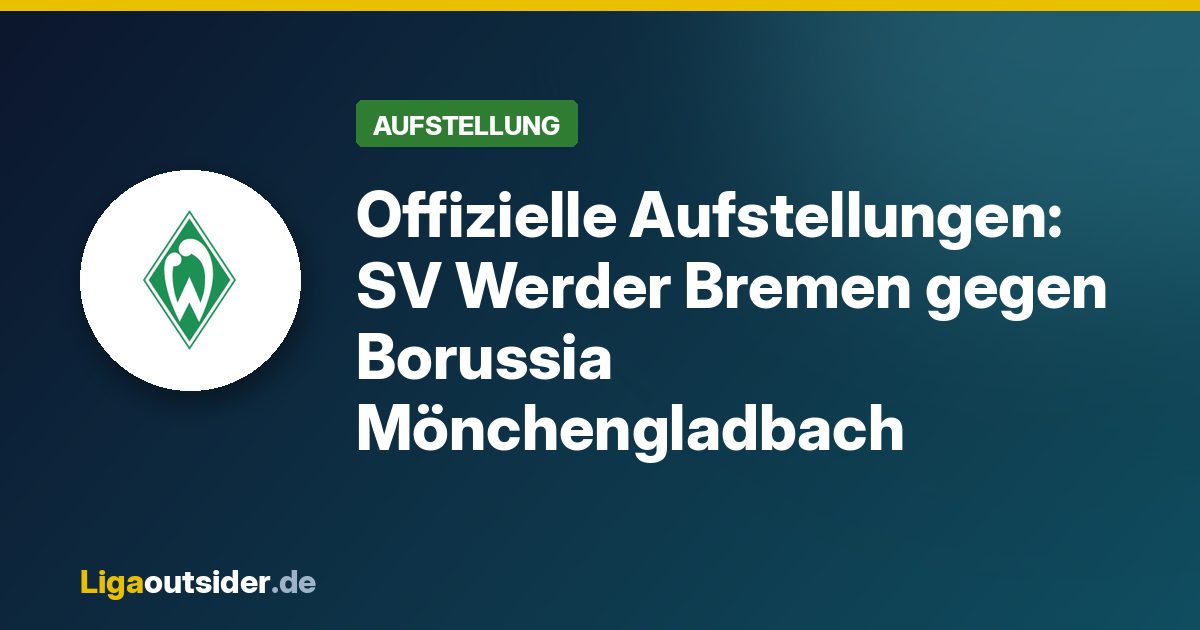 AUFSTELLUNG
Offizielle Aufstellungen:
SV Werder Bremen gegen
Borussia
Mönchengladbach
W
Ligaoutsider.de